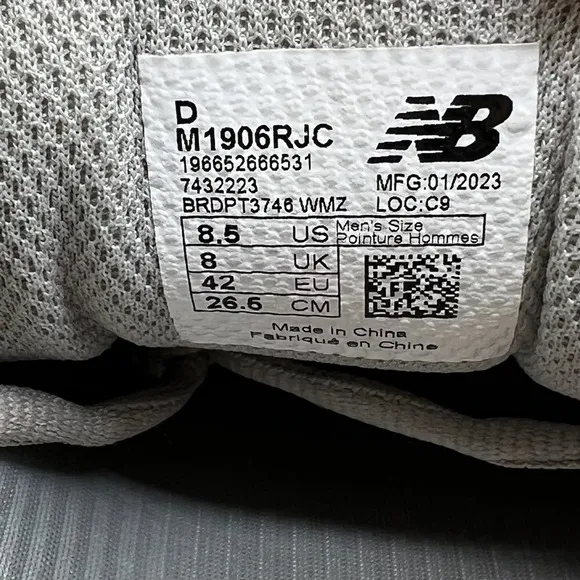 D
M1906RJC
NB
196652666531
7432223
MFG:01/2023
BRDPT3746 WMZ
LOC:C9
8.5 US Men's Size
Pointure Hommes
8 UK
42 EU
26.5 CM
Made in China
Fabriqué en Chine